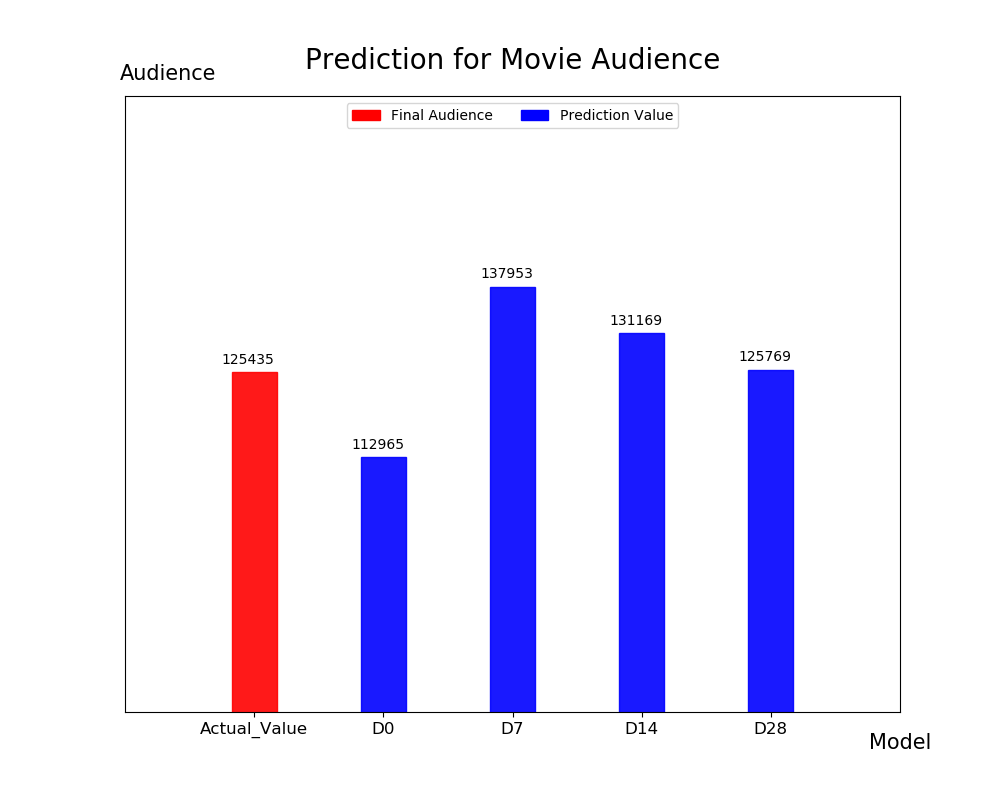 Prediction for Movie Audience
Audience
Final Audience
Prediction Value
137953
131169
125435
125769
112965
Actual_Value
D0
D7
D14
D28
Model